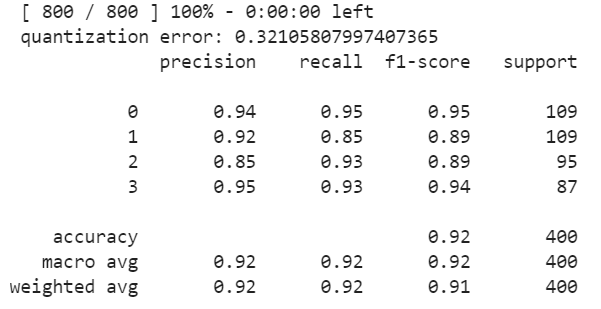 [ 800 / 800 ] 100% - 0:00:00 left
quantization error: 0.32105807997407365
precision recall f1-score support
0 0.94 0.95 0.95 109
1 0.92 0.85 0.89 109
2 0.85 0.93 0.89 95
3 0.95 0.93 0.94 87
accuracy 0.92 400
macro avg 0.92 0.92 0.92 400
weighted avg 0.92 0.92 0.91 400